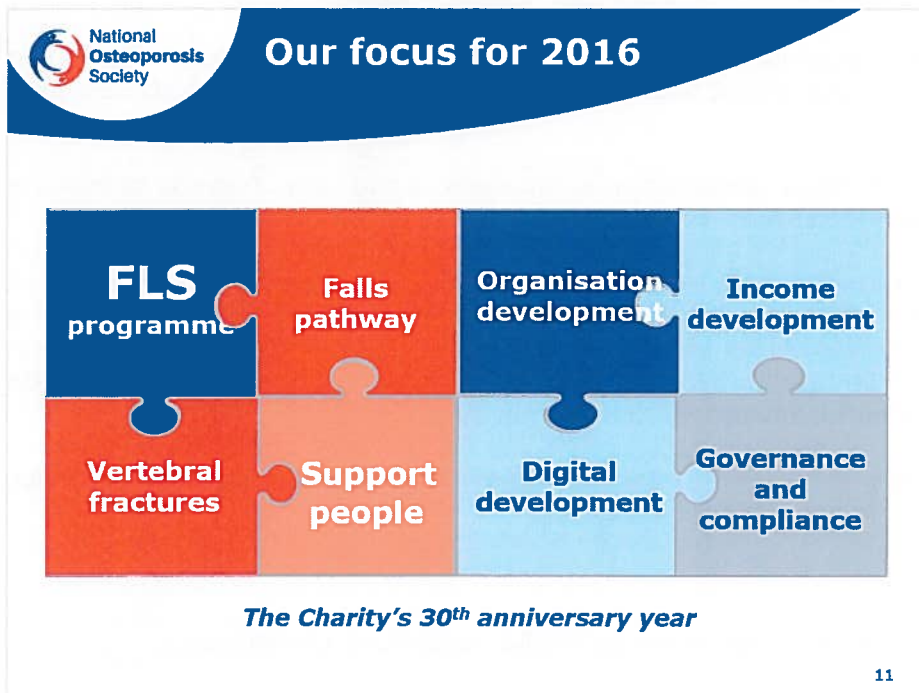 National
Osteoporosis
Society
Our focus for 2016
FLS
programme
Falls
pathway
Organisation
development
Income
development
Vertebral
fractures
Support
people
Digital
development
Governance
and
compliance
The Charity's 30th anniversary year
11